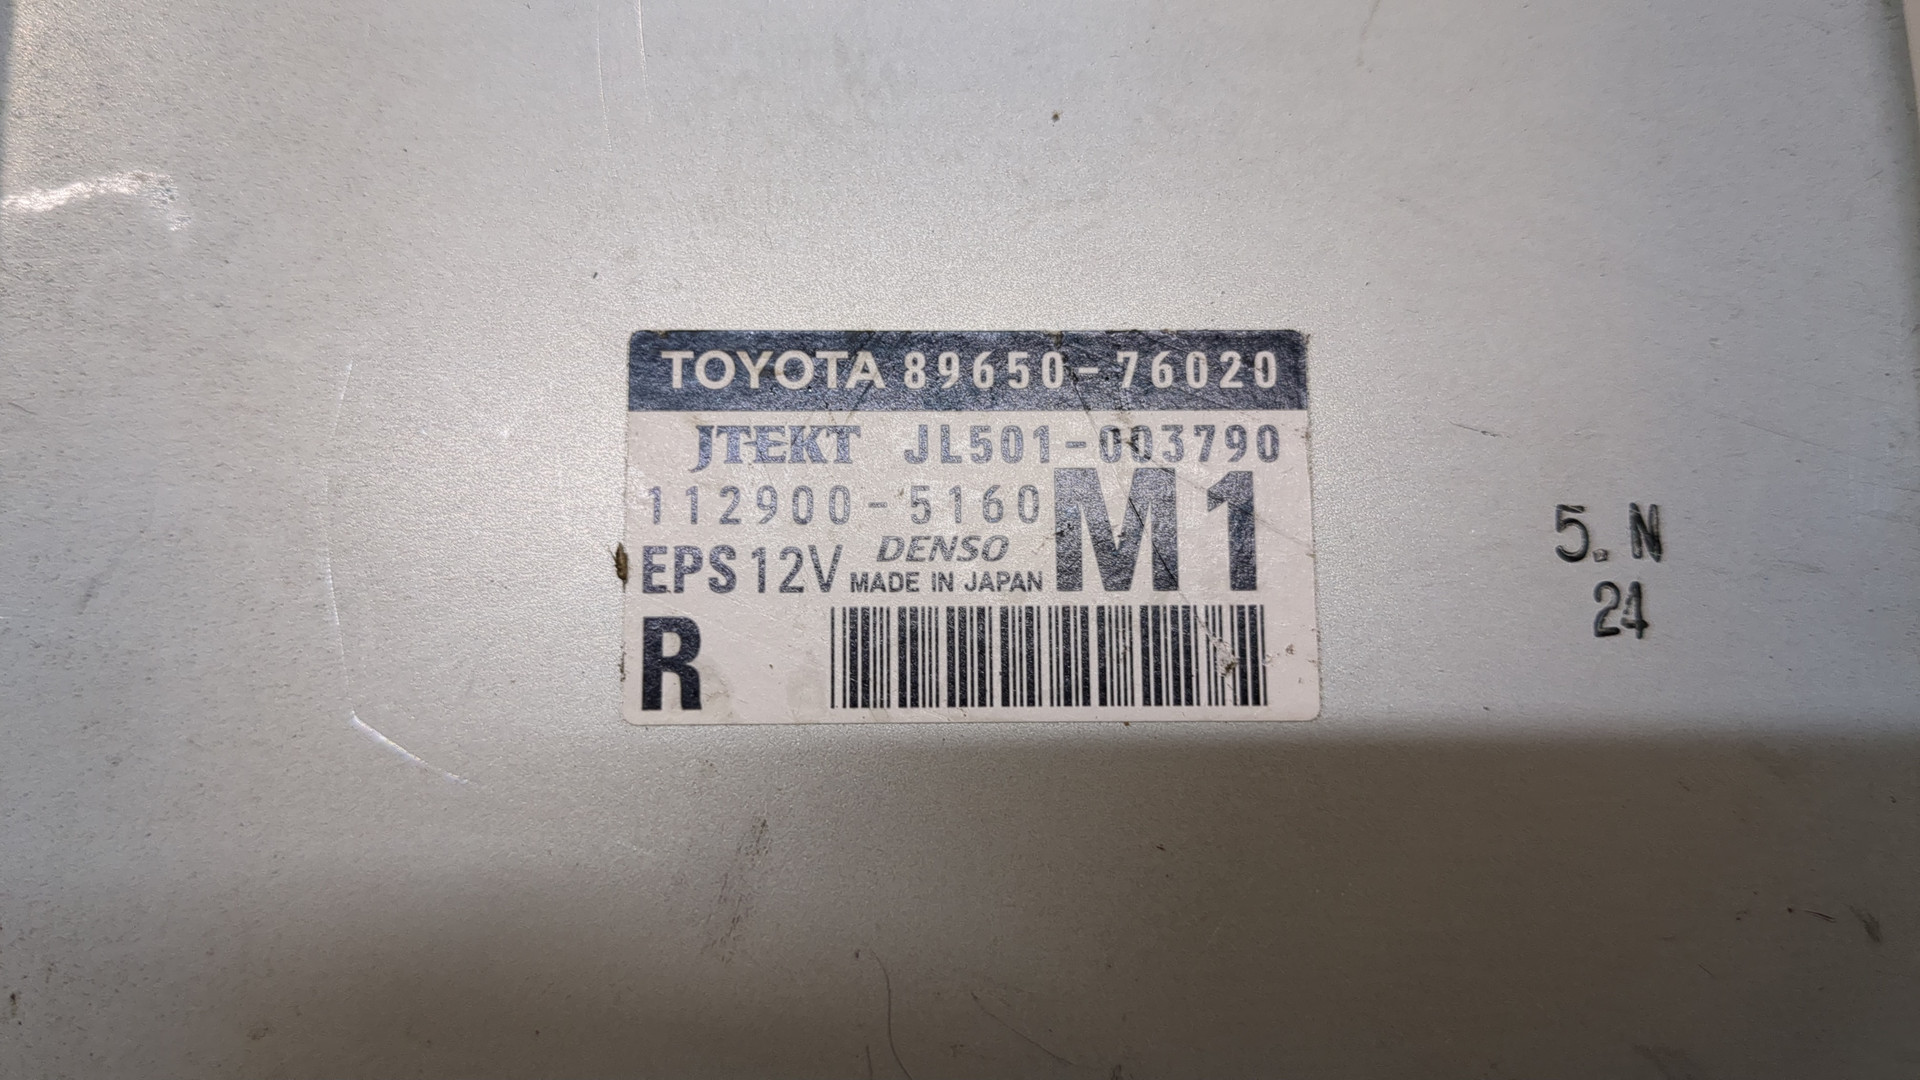 TOYOTA 89650-76020
JTEKT JL501-003790
112900-5160 M1
DENSO
EPS 12V MADE IN JAPAN
R
5. N
24